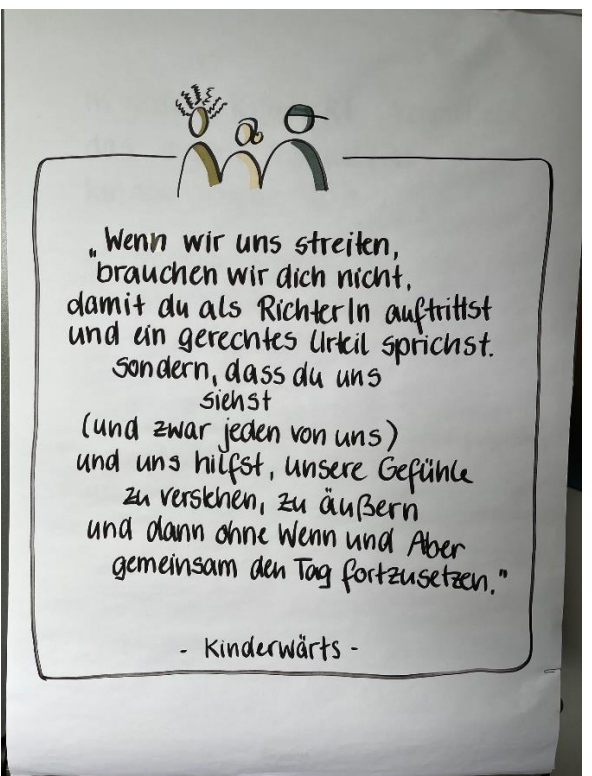 „Wenn wir uns streiten,
brauchen wir dich nicht,
damit du als RichterIn auftrittst
und ein gerechtes Urteil sprichst.
Sondern, dass du uns
siehst
(und zwar jeden von uns)
und uns hilfst, unsere Gefühle
zu verstehen, zu äußern
und dann ohne Wenn und Aber
gemeinsam den Tag fortzusetzen."
- Kinderwärts -